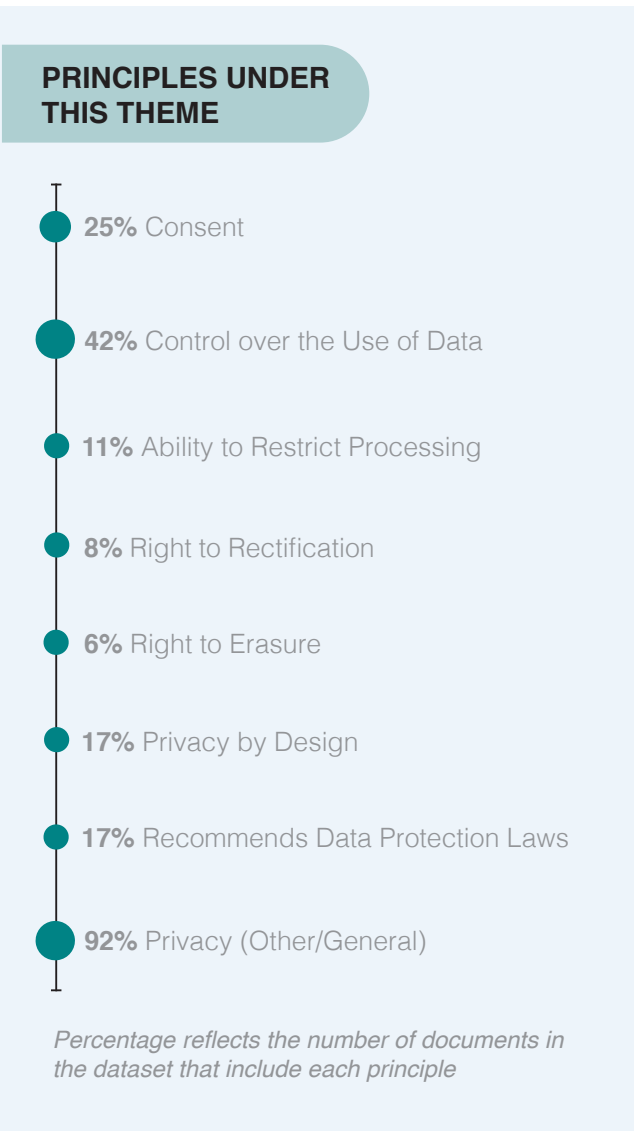 PRINCIPLES UNDER
THIS THEME
25% Consent
42% Control over the Use of Data
11% Ability to Restrict Processing
8% Right to Rectification
6% Right to Erasure
17% Privacy by Design
17% Recommends Data Protection Laws
92% Privacy (Other/General)
Percentage reflects the number of documents in
the dataset that include each principle